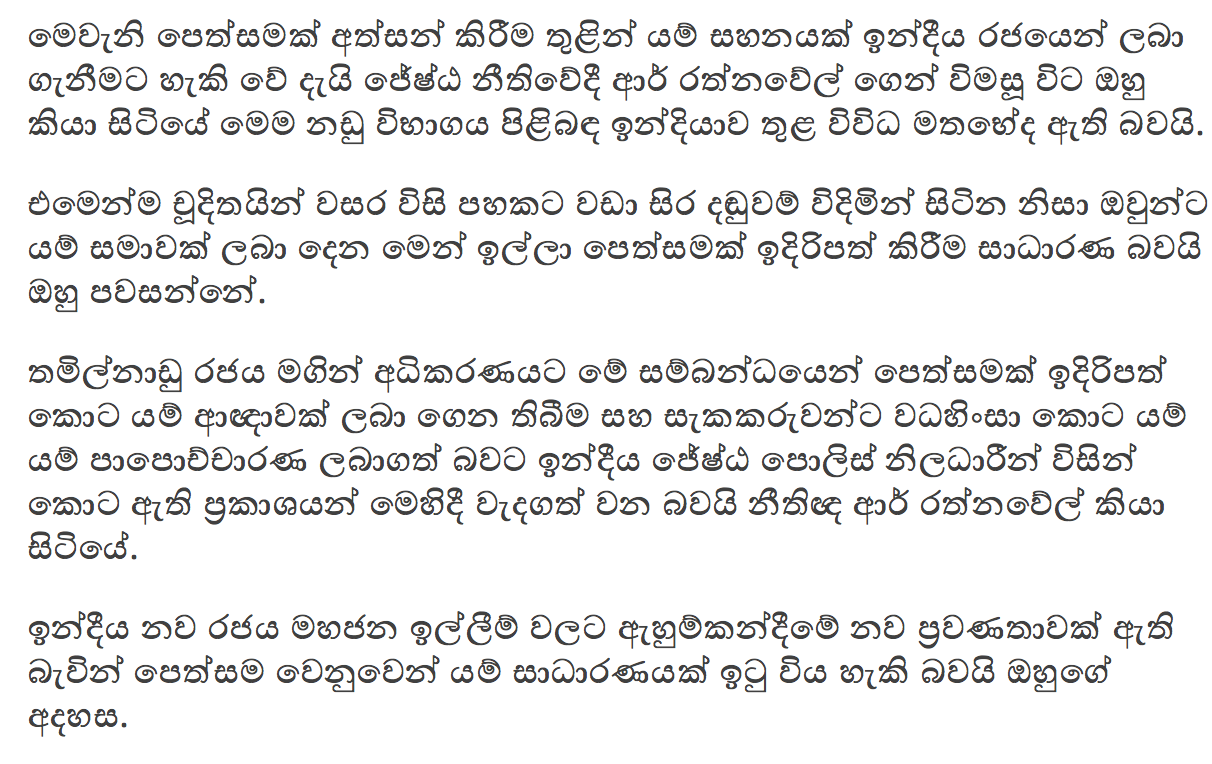 මෙවැනි පෙත්සමක් අත්සන් කිරීම තුළින් යම් සහනයක් ඉන්දීය රජයෙන් ලබා
ගැනීමට හැකි වේ දැයි ජේෂ්ඨ නීතිවේදී ආර් රත්නවේල් ගෙන් විමසූ විට ඔහු
කියා සිටියේ මෙම නඩු විභාගය පිළිබඳ ඉන්දියාව තුළ විවිධ මතභේද ඇති බවයි.
එමෙන්ම චූදිතයින් වසර විසි පහකට වඩා සිර දඬුවම් විදිමින් සිටින නිසා ඔවුන්ට
යම් සමාවක් ලබා දෙන මෙන් ඉල්ලා පෙත්සමක් ඉදිරිපත් කිරීම සාධාරණ බවයි
ඔහු පවසන්නේ.
තමිල්නාඩු රජය මගින් අධිකරණයට මේ සම්බන්ධයෙන් පෙත්සමක් ඉදිරිපත්
කොට යම් ආඥාවක් ලබා ගෙන තිබීම සහ සැකකරුවන්ට වධහිංසා කොට යම්
යම් පාපොච්චාරණ ලබාගත් බවට ඉන්දීය ජේෂ්ඨ පොලිස් නිලධාරීන් විසින්
කොට ඇති ප්‍රකාශයන් මෙහිදී වැදගත් වන බවයි නීතිඥ ආර් රත්නවේල් කියා
සිටියේ.
ඉන්දීය නව රජය මහජන ඉල්ලීම් වලට ඇහුම්කන්දීමේ නව ප්‍රවණතාවක් ඇති
බැවින් පෙත්සම වෙනුවෙන් යම් සාධාරණයක් ඉටු විය හැකි බවයි ඔහුගේ
අදහස.